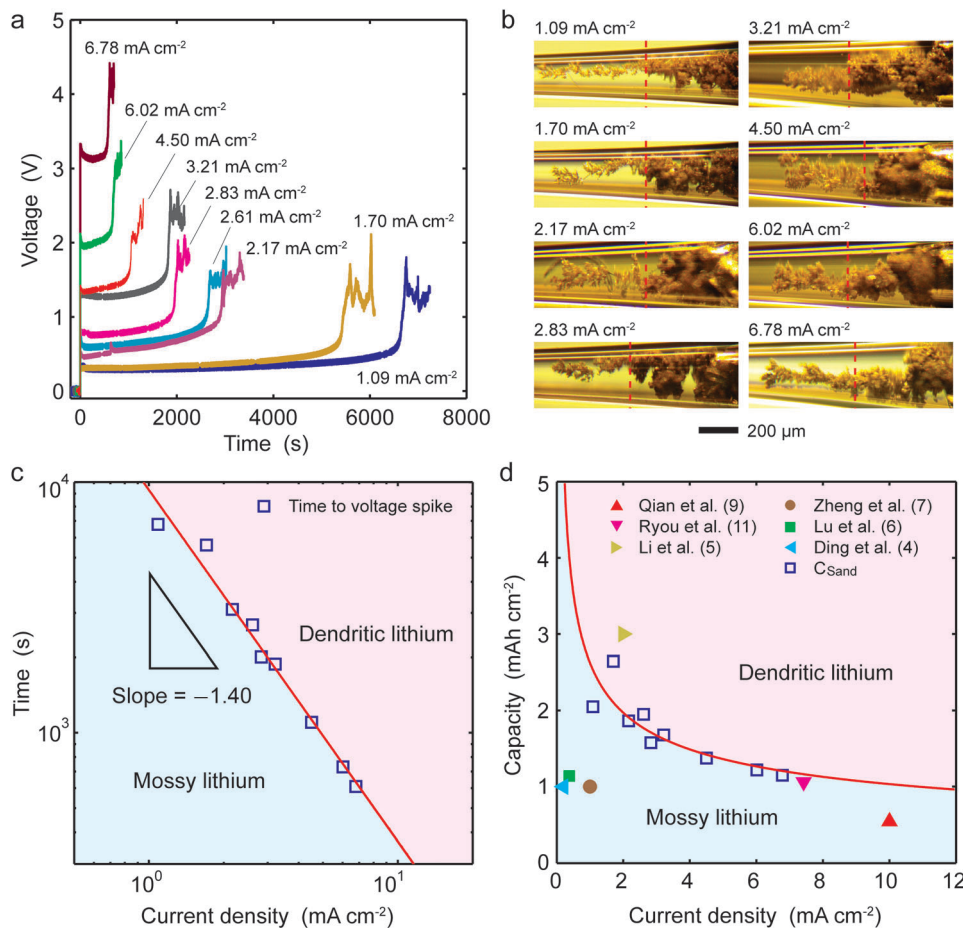 a
5
4
3
2
1
0
Voltage (V)
6.78 mA cm-2
6.02 mA cm-2
4.50 mA cm-2
3.21 mA cm-2
2.83 mA cm-2
2.61 mA cm-2
2.17 mA cm-2
1.70 mA cm-2
1.09 mA cm-2
0 2000 4000 6000 8000
Time (s)
b
1.09 mA cm-2 3.21 mA cm-2
1.70 mA cm-2 4.50 mA cm-2
2.17 mA cm-2 6.02 mA cm-2
2.83 mA cm-2 6.78 mA cm-2
200 μm
c
10⁴
10³
Time (s)
Time to voltage spike
Dendritic lithium
Slope = −1.40
Mossy lithium
10⁰ 10¹
Current density (mA cm-2)
d
5
4
3
2
1
0
Capacity (mAh cm-2)
Qian et al. (9) Zheng et al. (7)
Ryou et al. (11) Lu et al. (6)
Li et al. (5) Ding et al. (4)
CSand
Dendritic lithium
Mossy lithium
0 2 4 6 8 10 12
Current density (mA cm-2)